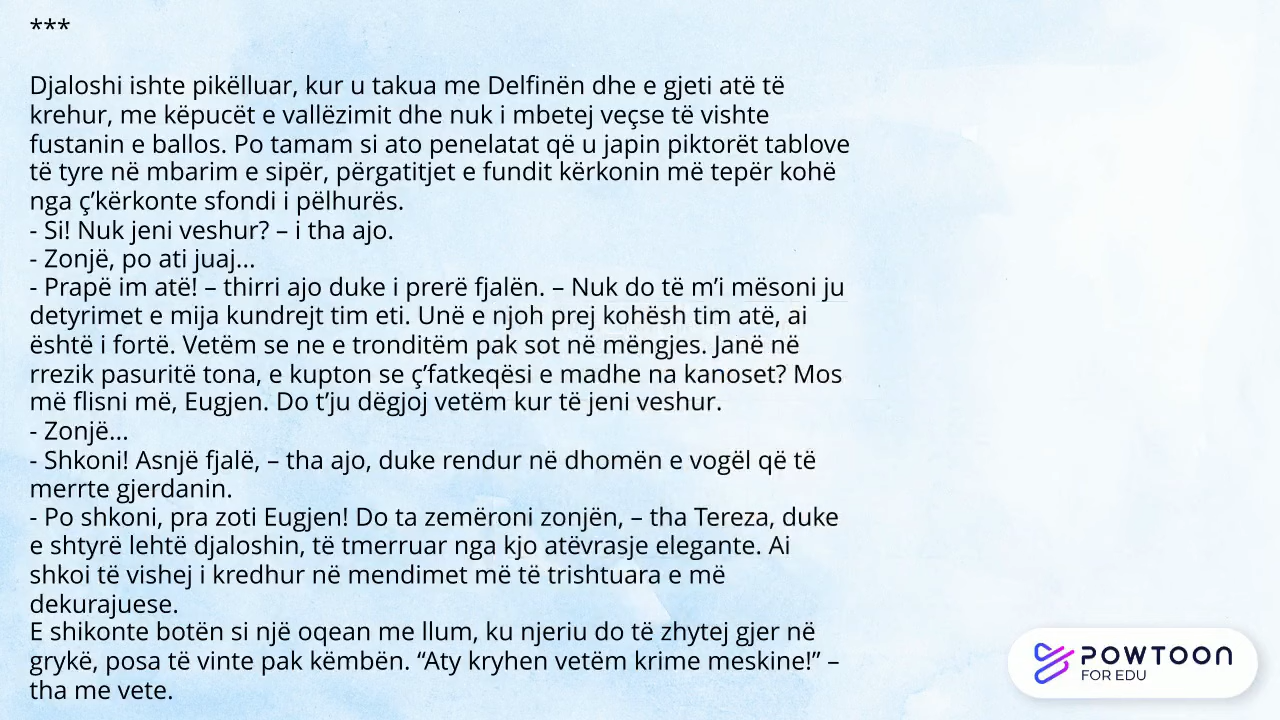 ***
Djaloshi ishte pikëlluar, kur u takua me Delfinën dhe e gjeti atë të
krehur, me këpucët e vallëzimit dhe nuk i mbetej veçse të vishte
fustanin e ballos. Po tamam si ato penelatat që u japin piktorët tablove
të tyre në mbarim e sipër, përgatitjet e fundit kërkonin më tepër kohë
nga ç’kërkonte sfondi i pëlhurës.
- Si! Nuk jeni veshur? – i tha ajo.
- Zonjë, po ati juaj...
- Prapë im atë! – thirri ajo duke i prerë fjalën. – Nuk do të m’i mësoni ju
detyrimet e mija kundrejt tim eti. Unë e njoh prej kohësh tim atë, ai
është i fortë. Vetëm se ne e tronditëm pak sot në mëngjes. Janë në
rrezik pasuritë tona, e kupton se ç’fatkeqësi e madhe na kanoset? Mos
më flisni më, Eugjen. Do t’ju dëgjoj vetëm kur të jeni veshur.
- Zonjë...
- Shkoni! Asnjë fjalë, – tha ajo, duke rendur në dhomën e vogël që të
merrte gjerdanin.
- Po shkoni, pra zoti Eugjen! Do ta zemëroni zonjën, – tha Tereza, duke
e shtyrë lehtë djaloshin, të tmerruar nga kjo atëvrasje elegante. Ai
shkoi të vishej i kredhur në mendimet më të trishtuara e më
dekurajuese.
E shikonte botën si një oqean me llum, ku njeriu do të zhytej gjer në
grykë, posa të vinte pak këmbën. “Aty kryhen vetëm krime meskine!” –
tha me vete.
POWTOON
FOR EDU